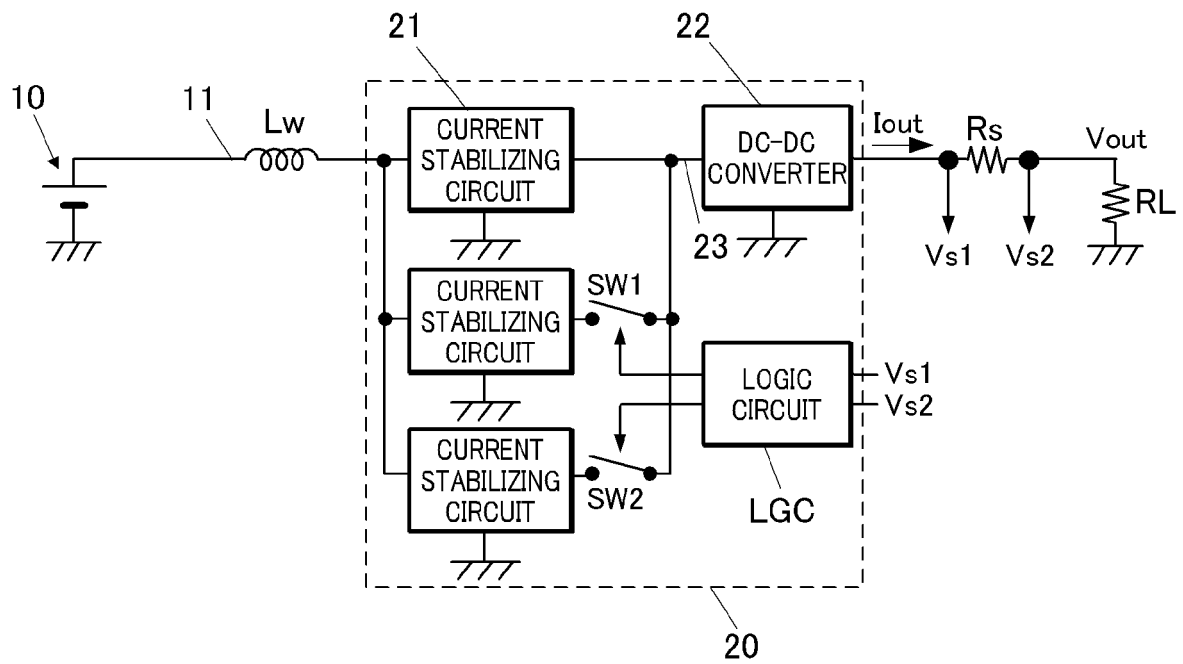 21
22
10
11
Lw
CURRENT
STABILIZING
CIRCUIT
DC-DC
CONVERTER
Iout
Rs
Vout
RL
23
Vs1
Vs2
CURRENT
STABILIZING
CIRCUIT
SW1
LOGIC
CIRCUIT
Vs1
Vs2
CURRENT
STABILIZING
CIRCUIT
SW2
LGC
20